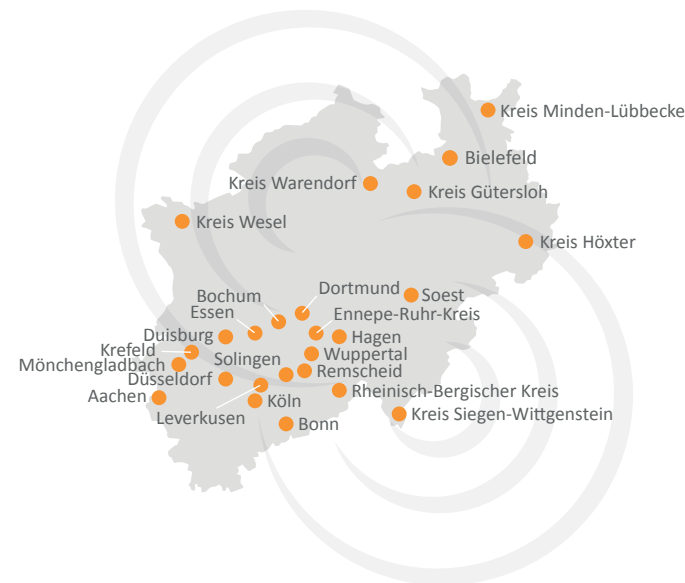 Kreis Minden-Lübbecke
Bielefeld
Kreis Warendorf
Kreis Gütersloh
Kreis Wesel
Kreis Höxter
Dortmund
Bochum
Soest
Essen
Ennepe-Ruhr-Kreis
Duisburg
Hagen
Krefeld
Wuppertal
Solingen
Mönchengladbach
Remscheid
Düsseldorf
Rheinisch-Bergischer Kreis
Aachen
Köln
Leverkusen
Kreis Siegen-Wittgenstein
Bonn